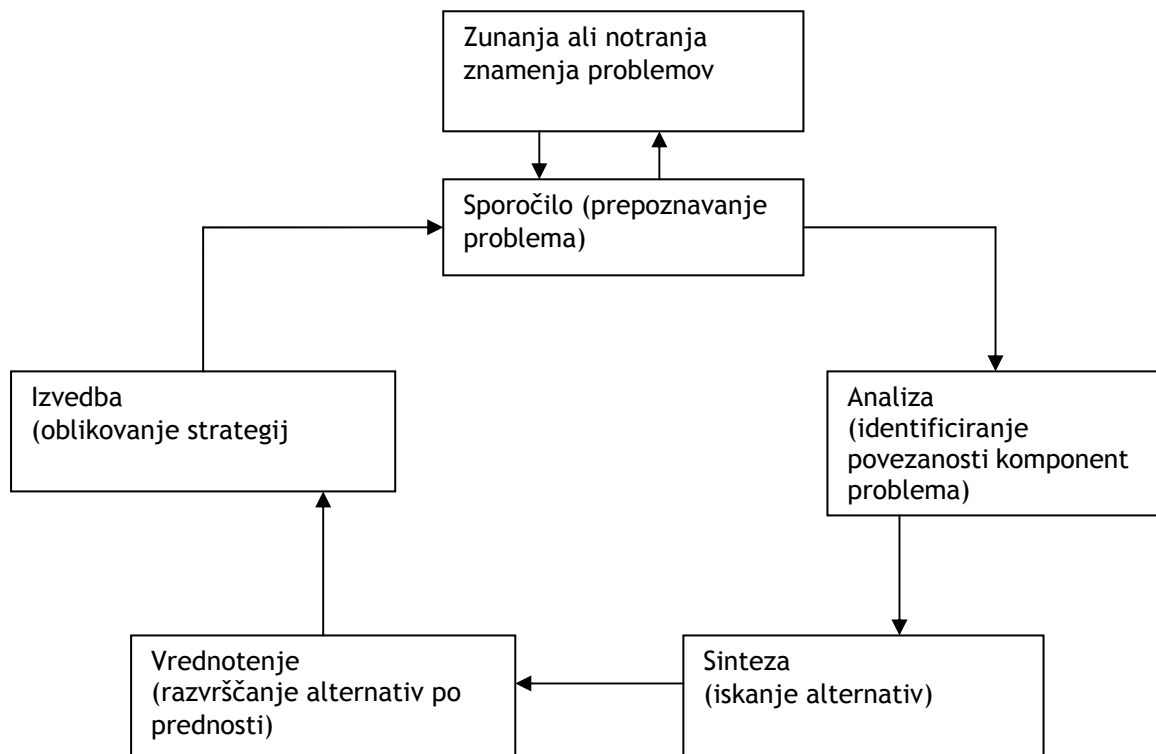 Zunanja ali notranja
znamenja problemov
Sporočilo (prepoznavanje
problema)
Izvedba
(oblikovanje strategij
Analiza
(identificiranje
povezanosti komponent
problema)
Vrednotenje
(razvrščanje alternativ po
prednosti)
Sinteza
(iskanje alternativ)